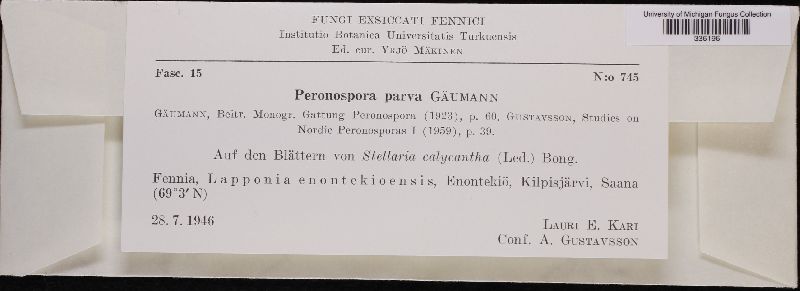 FUNGI EXSICCATI FENNICI
Institutio Botanica Universitatis Turkuensis
Ed. cur. YRJÖ MÄKINEN
University of Michigan Fungus Collection
336196
Fasc. 15 N:o 745
Peronospora parva GÄUMANN
GÄUMANN, Beitr. Monogr. Gattung Peronospora (1923), p. 60. GUSTAVSSON, Studies on
Nordic Peronosporas I (1959), p. 39.
Auf den Blättern von Stellaria calycantha (Led.) Bong.
Fennia, Lapponia enontekioensis, Enontekiö, Kilpisjärvi, Saana
(69°3′ N)
28. 7. 1946 LAURI E. KARI
Conf. A. GUSTAVSSON